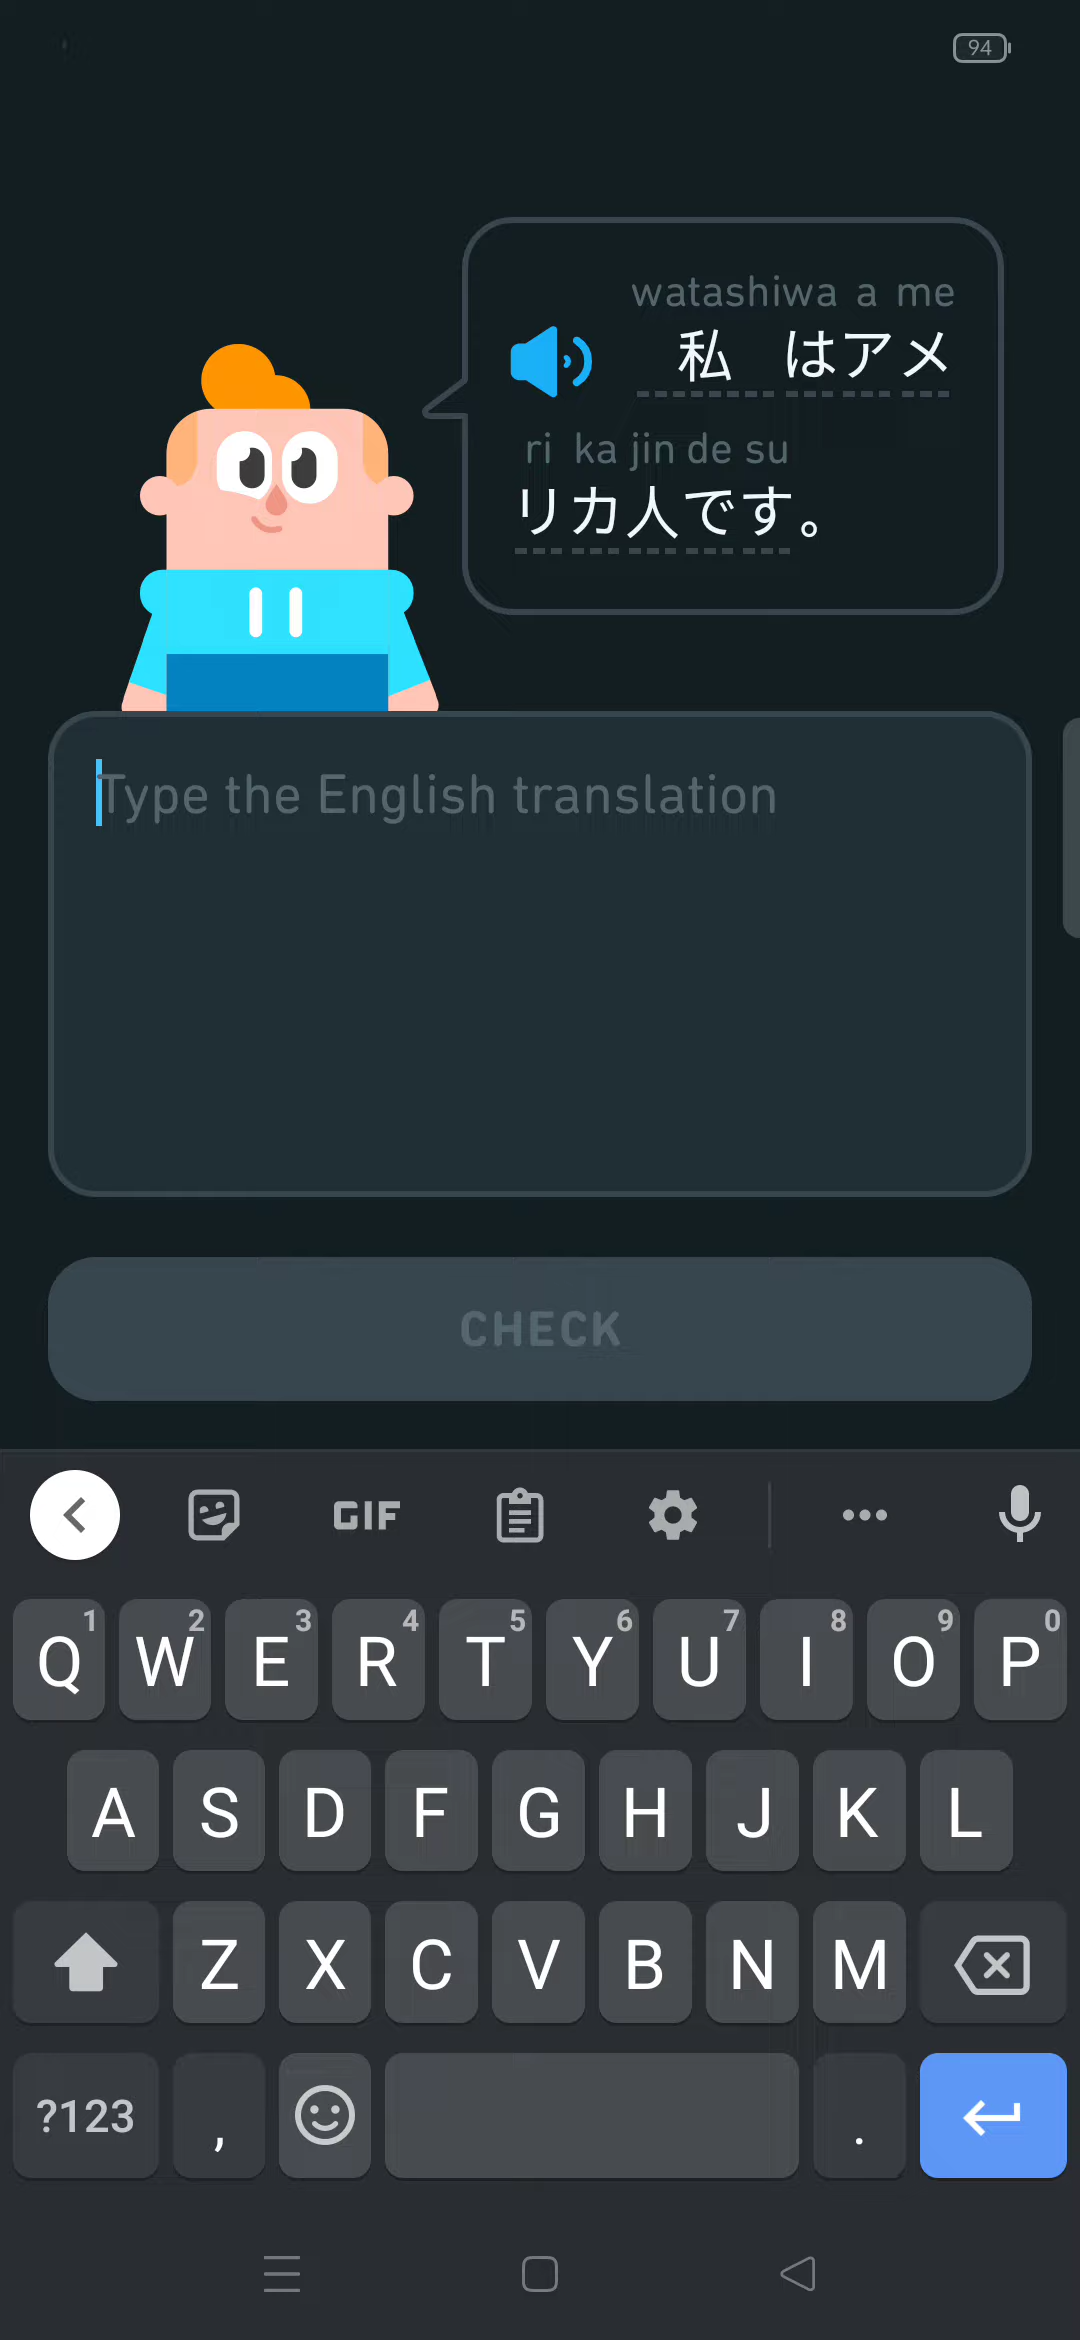 94
watashiwa a me
私 はアメ
ri ka jin de su
リカ人です。
Type the English translation
CHECK
GIF
1 2 3 4 5 6 7 8 9 0
Q W E R T Y U I O P
A S D F G H J K L
Z X C V B N M
?123 , .